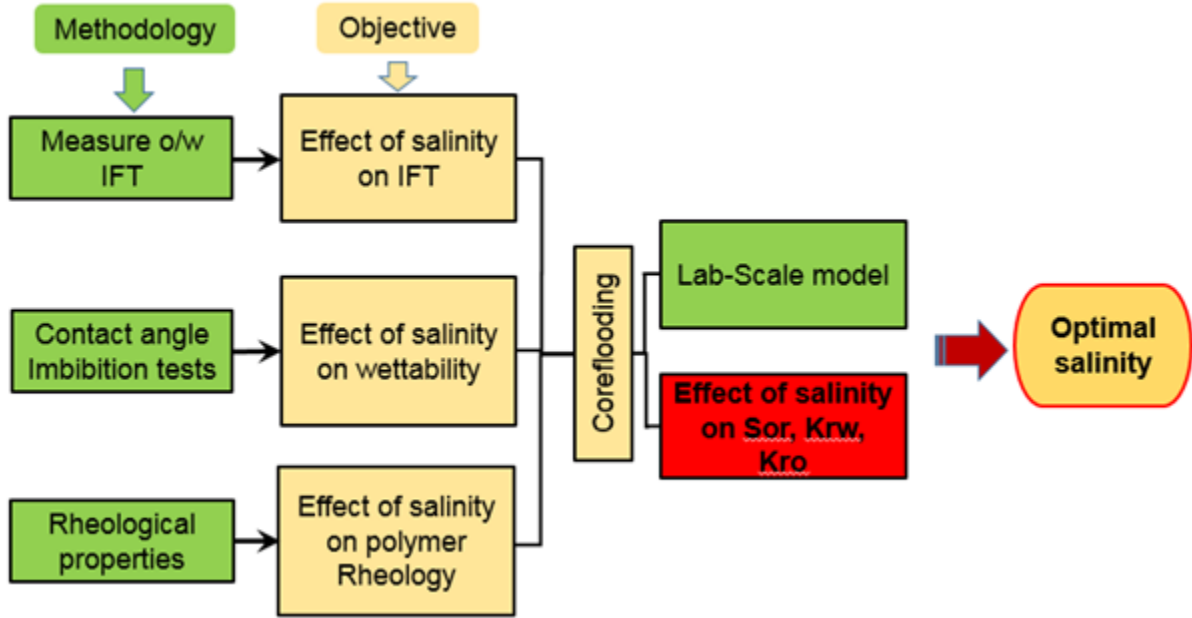 Methodology
Objective
Measure o/w
IFT
Effect of salinity
on IFT
Contact angle
Imbibition tests
Effect of salinity
on wettability
Rheological
properties
Effect of salinity
on polymer
Rheology
Coreflooding
Lab-Scale model
Effect of salinity
on Sor, Krw,
Kro
Optimal
salinity